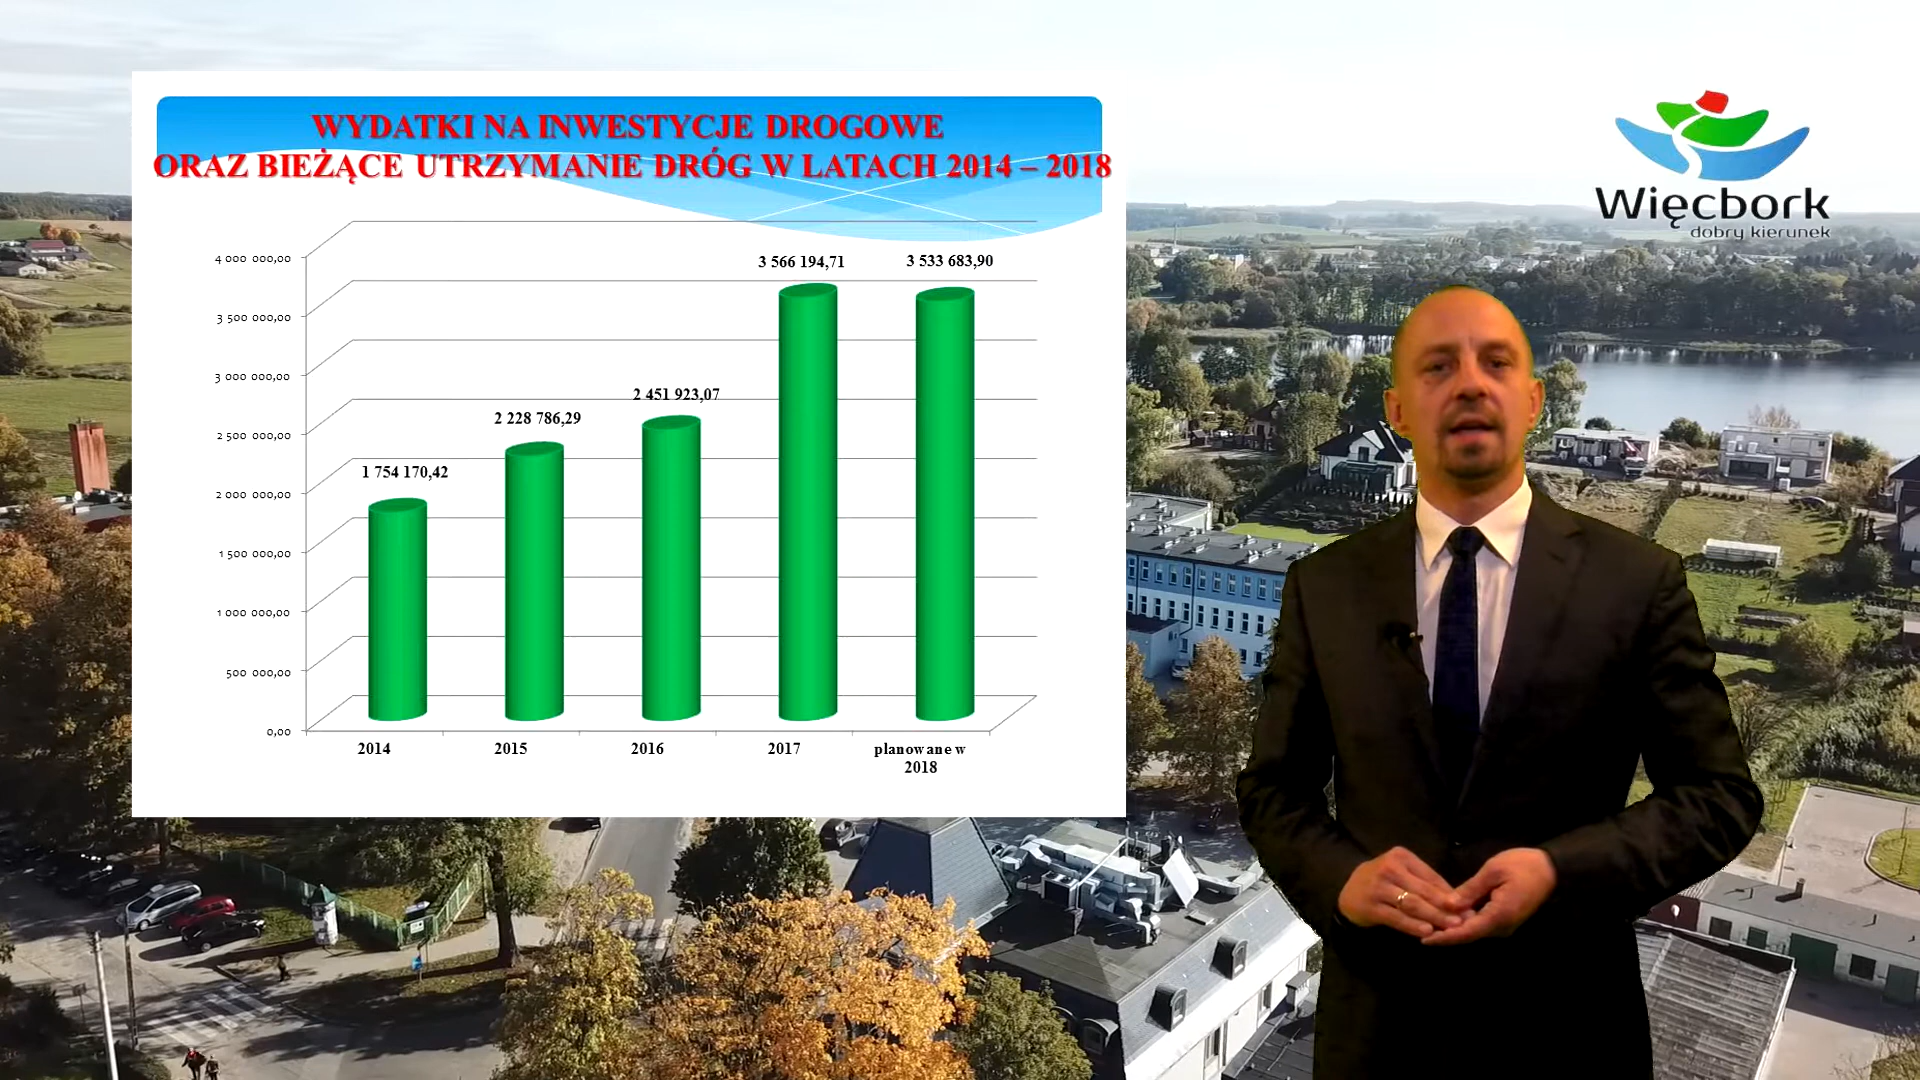 WYDATKI NA INWESTYCJE DROGOWE
ORAZ BIEŻĄCE UTRZYMANIE DRÓG W LATACH 2014 – 2018
4 000 000,00
3 500 000,00
3 000 000,00
2 500 000,00
2 000 000,00
1 500 000,00
1 000 000,00
500 000,00
0,00
1 754 170,42
2 228 786,29
2 451 923,07
3 566 194,71
3 533 683,90
2014
2015
2016
2017
planowane w
2018
Więcbork
dobry kierunek